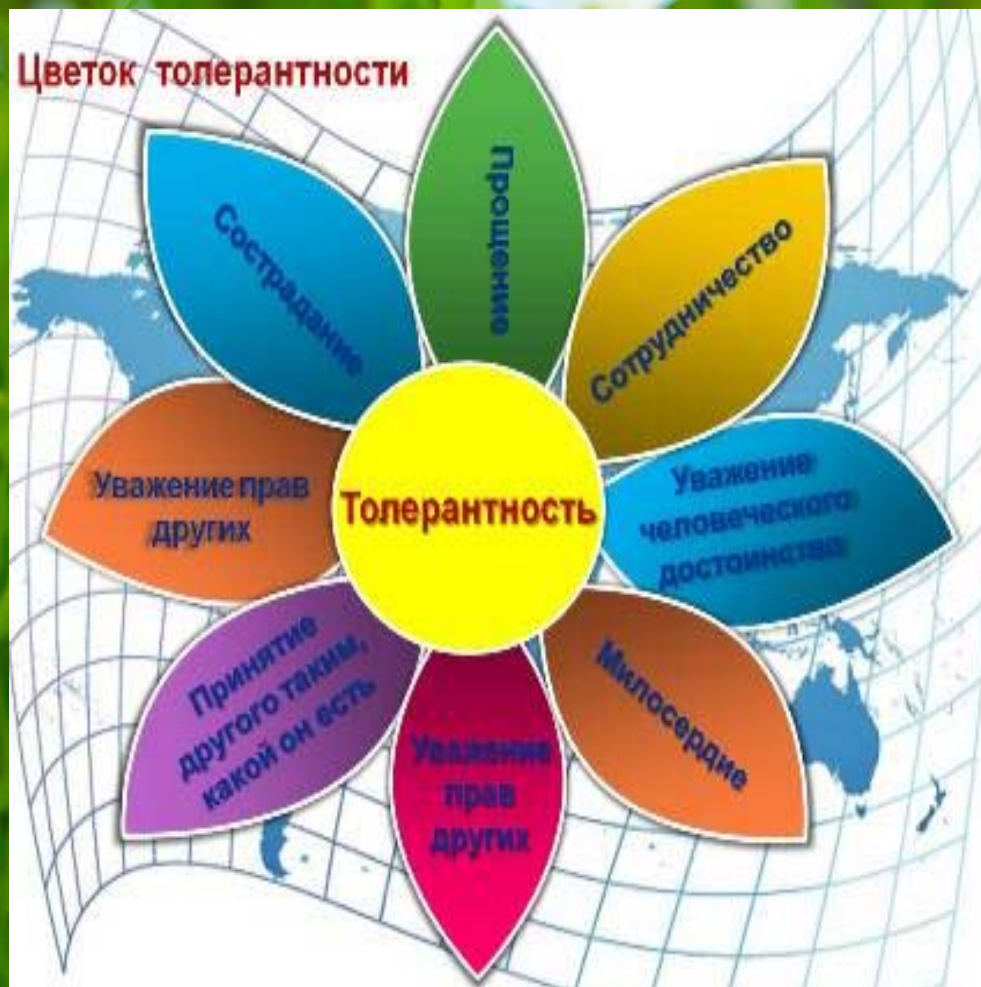 Цветок толерантности
Прощение
Сострадание
Сотрудничество
Уважение прав
других
Толерантность
Уважение
человеческого
достоинство
Принятие
другого таким,
какой он есть
Милосердие
Уважение
прав
других